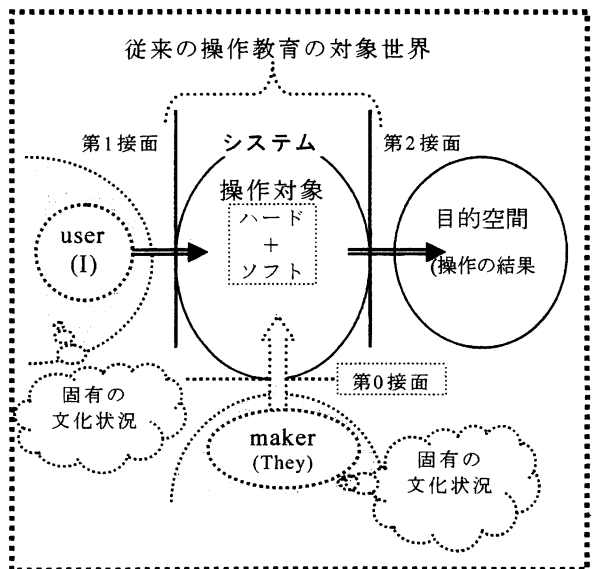 従来の操作教育の対象世界
第1接面
システム
第2接面
操作対象
ハード
+
ソフト
user
(I)
目的空間
(操作の結果
第0接面
固有の
文化状況
maker
(They)
固有の
文化状況